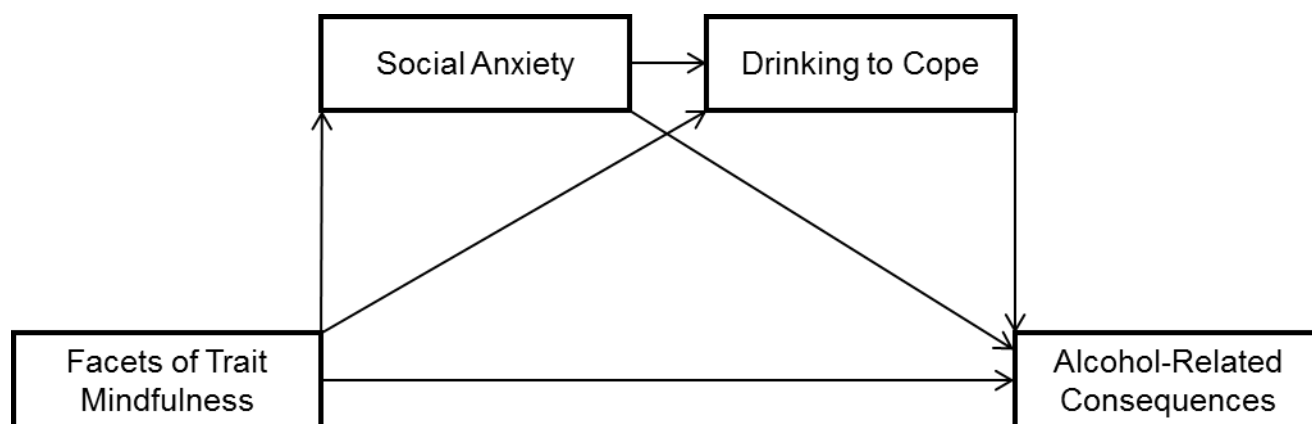 Social Anxiety
Drinking to Cope
Facets of Trait
Mindfulness
Alcohol-Related
Consequences